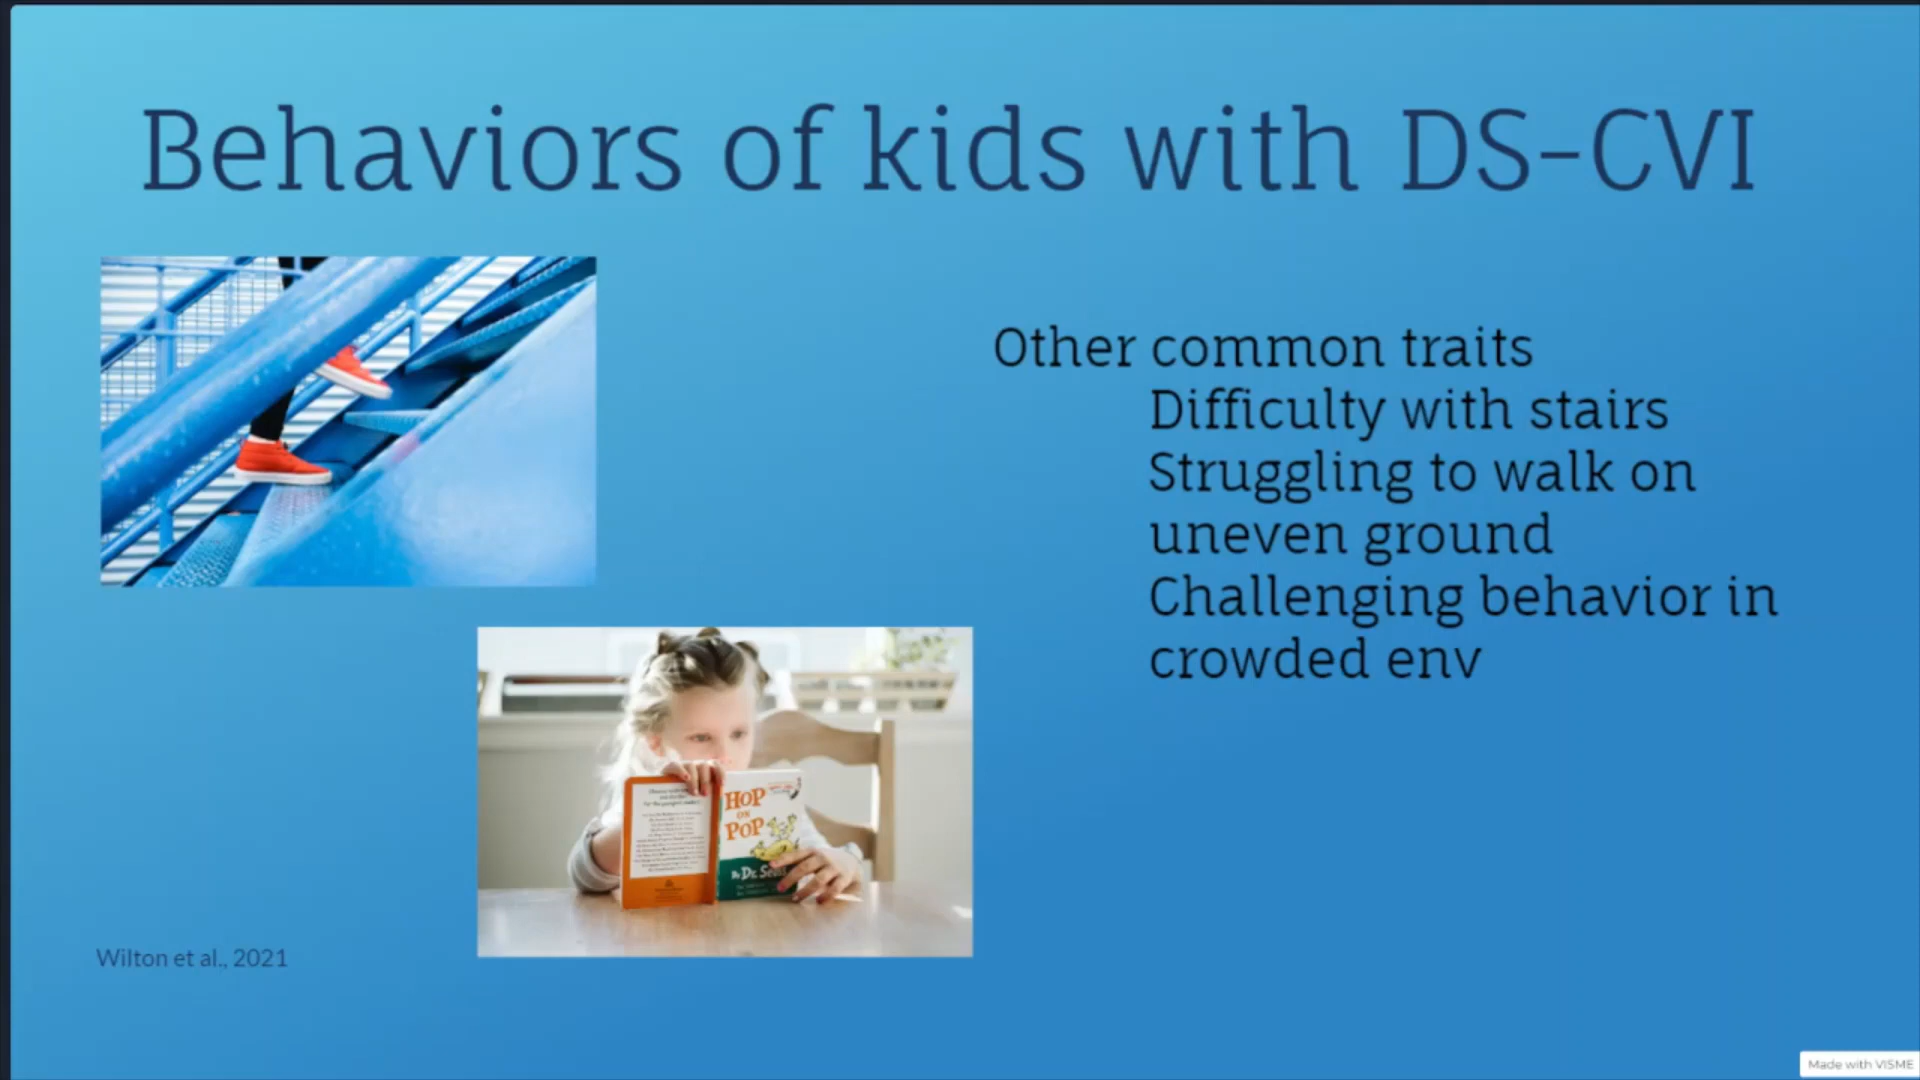 Behaviors of kids with DS-CVI
Other common traits
Difficulty with stairs
Struggling to walk on
uneven ground
Challenging behavior in
crowded env
HOP
ON
POP
By Dr. Seuss
Wilton et al., 2021
Made with VISME